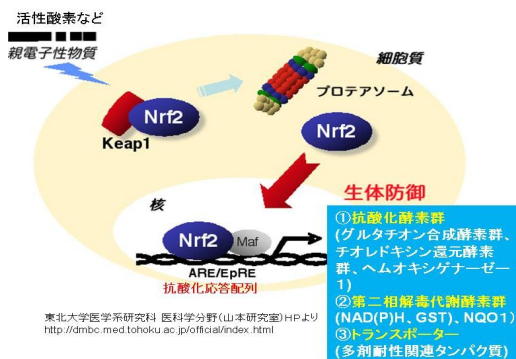 活性酸素など
親電子性物質
細胞質
プロテアソーム
Nrf2
Keap1
Nrf2
生体防御
核
Nrf2
Maf
ARE/EpRE
抗酸化応答配列
①抗酸化酵素群
(グルタチオン合成酵素群、
チオレドキシン還元酵素
群、ヘムオキシゲナーゼー
1)
②第二相解毒代謝酵素群
(NAD(P)H、GST)、NQO1)
③トランスポーター
(多剤耐性関連タンパク質)
東北大学医学系研究科 医科学分野(山本研究室)HPより
http://dmbc.med.tohoku.ac.jp/official/index.html